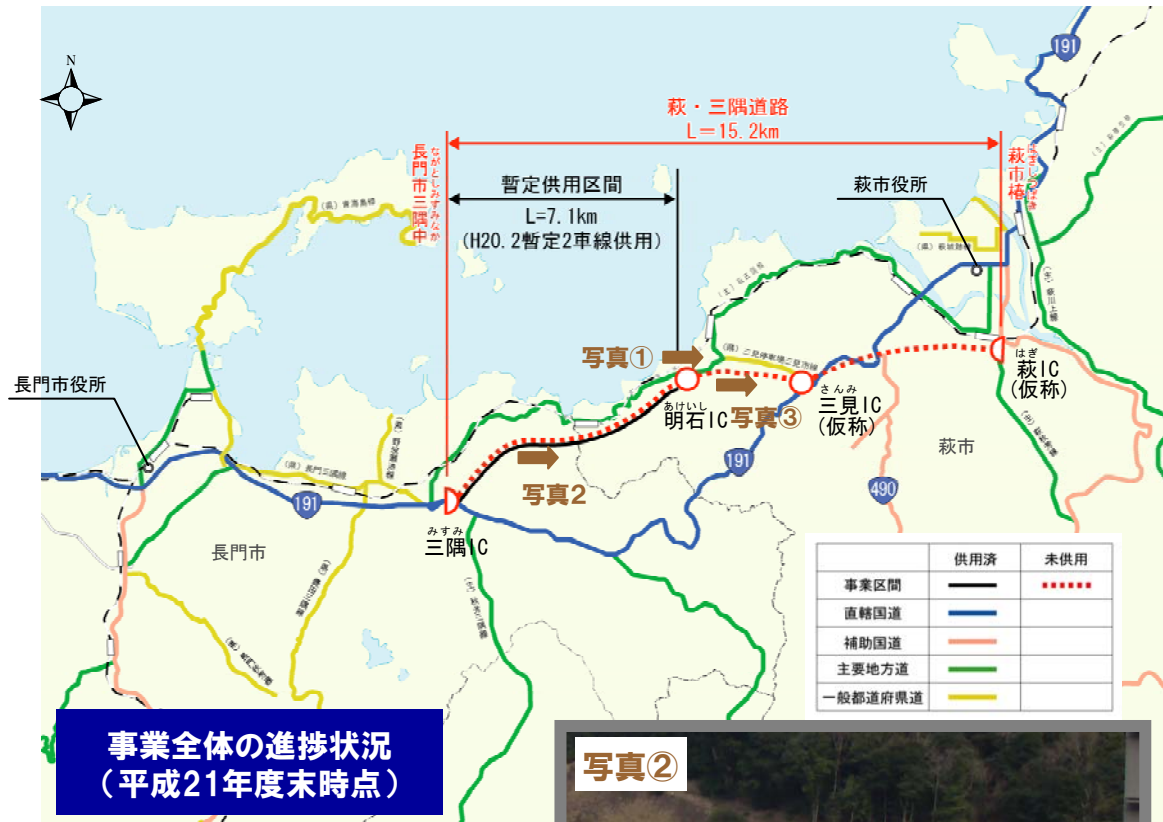 N
191
萩・三隅道路
L＝15.2km
ながとしみすみなか
長門市三隅中
暫定供用区間
L=7.1km
(H20.2暫定2車線供用)
萩市役所
はぎしつばき
萩市椿
(県)青海島線
長門市役所
写真①
あけいし
明石IC
写真③
さんみ
三見IC
(仮称)
はぎ
萩IC
(仮称)
写真2
191
490
萩市
191
みすみ
三隅IC
長門市
供用済
未供用
事業区間
直轄国道
補助国道
主要地方道
一般都道府県道
事業全体の進捗状況
(平成21年度末時点)
写真②